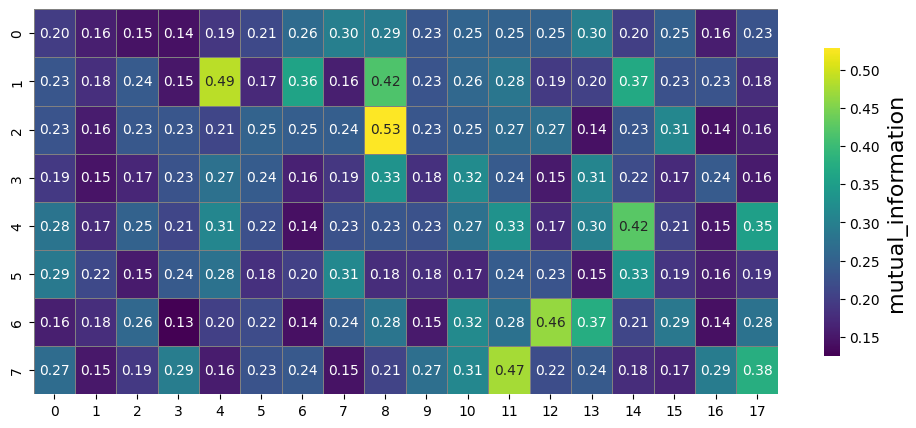 0 0.20 0.16 0.15 0.14 0.19 0.21 0.26 0.30 0.29 0.23 0.25 0.25 0.25 0.30 0.20 0.25 0.16 0.23
1 0.23 0.18 0.24 0.15 0.49 0.17 0.36 0.16 0.42 0.23 0.26 0.28 0.19 0.20 0.37 0.23 0.23 0.18
2 0.23 0.16 0.23 0.23 0.21 0.25 0.25 0.24 0.53 0.23 0.25 0.27 0.27 0.14 0.23 0.31 0.14 0.16
3 0.19 0.15 0.17 0.23 0.27 0.24 0.16 0.19 0.33 0.18 0.32 0.24 0.15 0.31 0.22 0.17 0.24 0.16
4 0.28 0.17 0.25 0.21 0.31 0.22 0.14 0.23 0.23 0.23 0.27 0.33 0.17 0.30 0.42 0.21 0.15 0.35
5 0.29 0.22 0.15 0.24 0.28 0.18 0.20 0.31 0.18 0.18 0.17 0.24 0.23 0.15 0.33 0.19 0.16 0.19
6 0.16 0.18 0.26 0.13 0.20 0.22 0.14 0.24 0.28 0.15 0.32 0.28 0.46 0.37 0.21 0.29 0.14 0.28
7 0.27 0.15 0.19 0.29 0.16 0.23 0.24 0.15 0.21 0.27 0.31 0.47 0.22 0.24 0.18 0.17 0.29 0.38
0 1 2 3 4 5 6 7 8 9 10 11 12 13 14 15 16 17
0.50
0.45
0.40
0.35
0.30
0.25
0.20
0.15
mutual_information